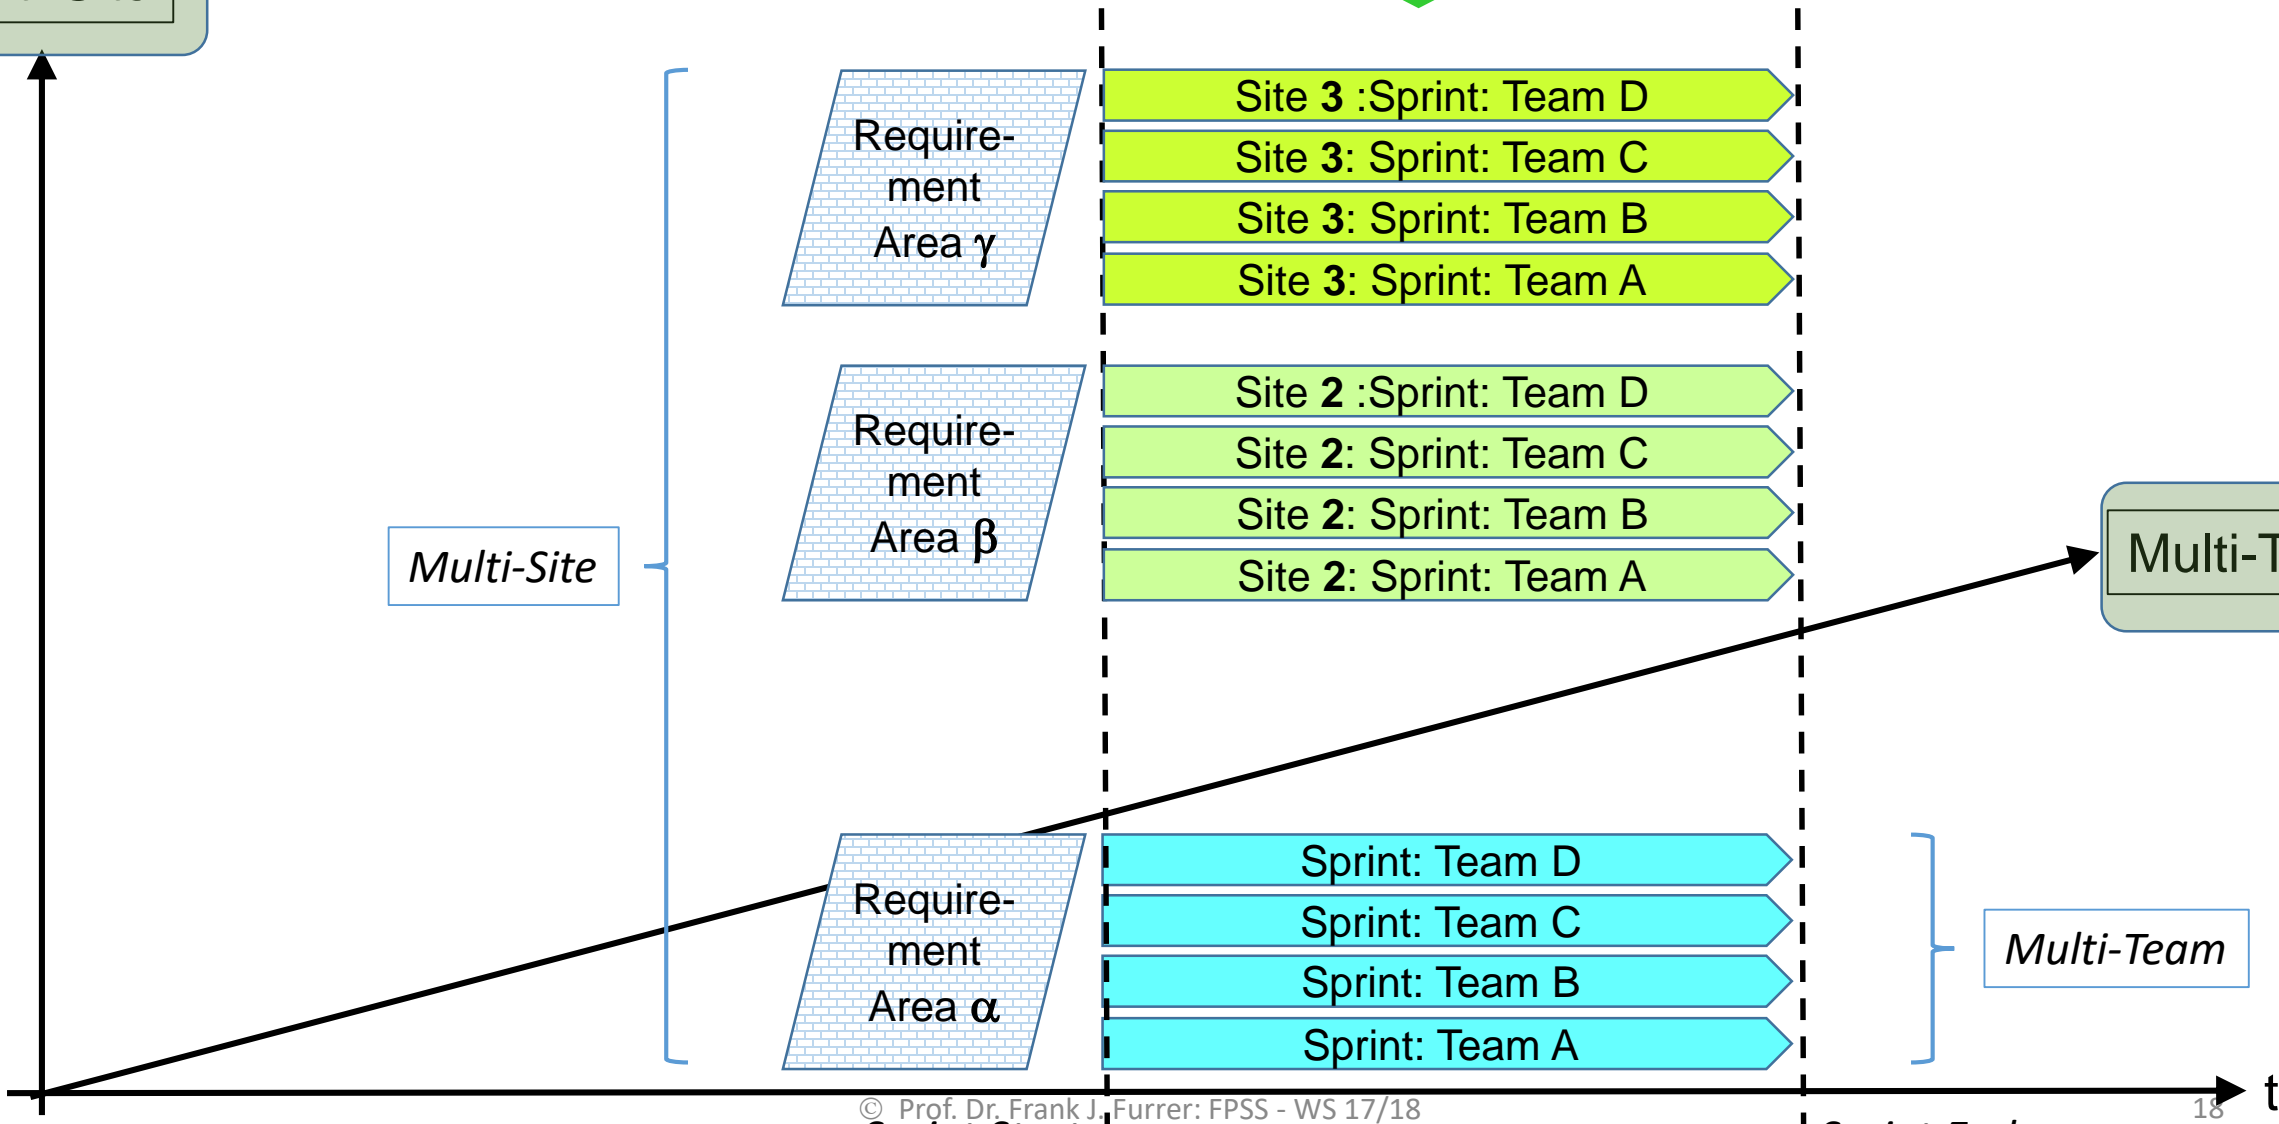 Site 3 :Sprint: Team D
Site 3: Sprint: Team C
Site 3: Sprint: Team B
Site 3: Sprint: Team A
Require-
ment
Area γ
Site 2 :Sprint: Team D
Site 2: Sprint: Team C
Site 2: Sprint: Team B
Site 2: Sprint: Team A
Require-
ment
Area β
Multi-Site
Multi-T
Sprint: Team D
Sprint: Team C
Sprint: Team B
Sprint: Team A
Require-
ment
Area α
Multi-Team
t
© Prof. Dr. Frank J. Furrer: FPSS - WS 17/18
18